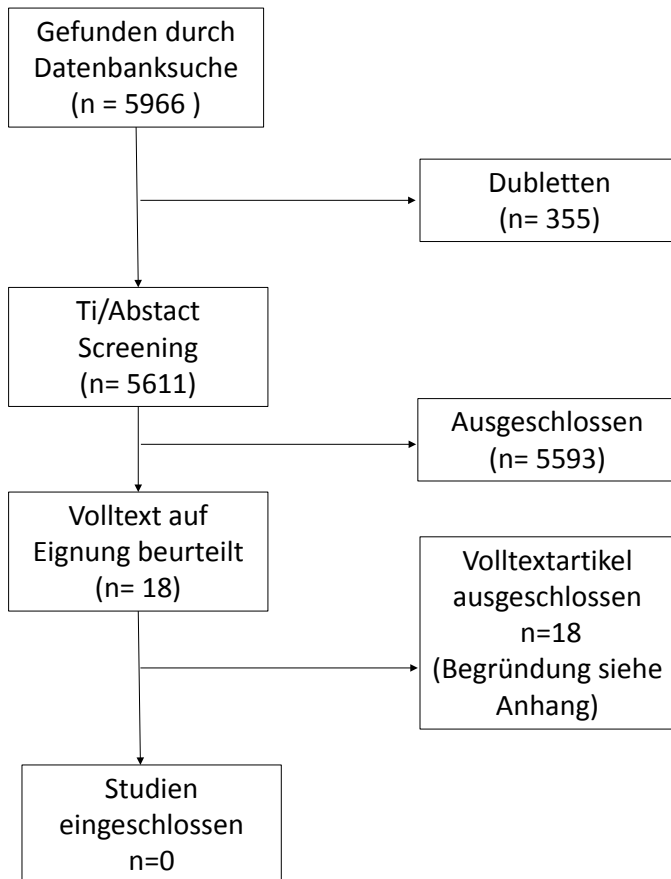 Gefunden durch
Datenbanksuche
(n = 5966 )
Dubletten
(n= 355)
Ti/Abstact
Screening
(n= 5611)
Ausgeschlossen
(n= 5593)
Volltext auf
Eignung beurteilt
(n= 18)
Volltextartikel
ausgeschlossen
n=18
(Begründung siehe
Anhang)
Studien
eingeschlossen
n=0